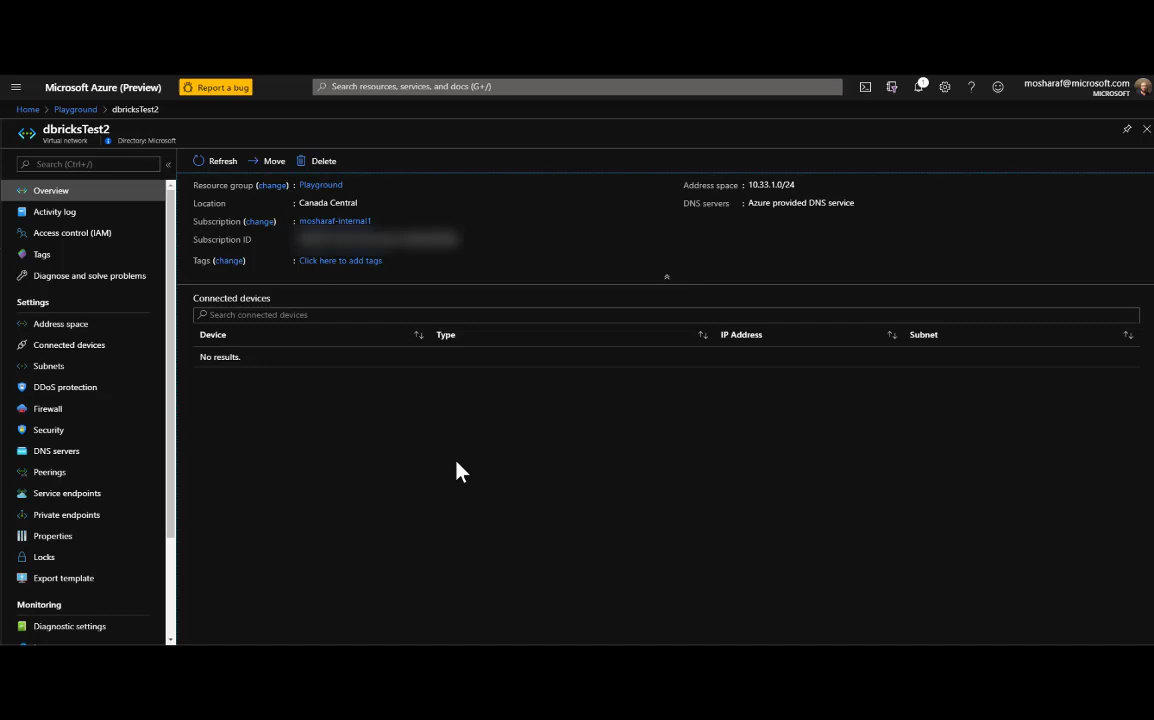 Microsoft Azure (Preview) Report a bug Search resources, services, and docs (G+/) 1 mosharaf@microsoft.com
MICROSOFT
Home > Playground > dbricksTest2
dbricksTest2
Virtual network Directory: Microsoft
Search (Ctrl+/) «
Refresh Move Delete
Overview
Activity log
Access control (IAM)
Tags
Diagnose and solve problems
Settings
Address space
Connected devices
Subnets
DDoS protection
Firewall
Security
DNS servers
Peerings
Service endpoints
Private endpoints
Properties
Locks
Export template
Monitoring
Diagnostic settings
Resource group (change) : Playground
Location : Canada Central
Subscription (change) : mosharaf-internal1
Subscription ID
Tags (change) : Click here to add tags
Address space : 10.33.1.0/24
DNS servers : Azure provided DNS service
Connected devices
Search connected devices
Device Type IP Address Subnet
No results.